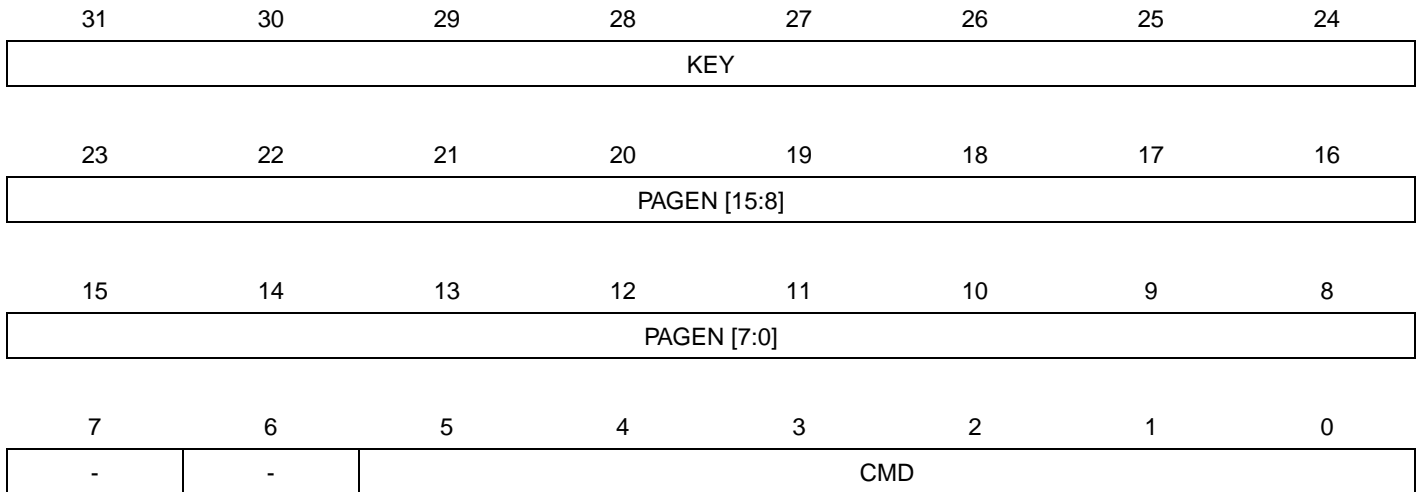 31 30 29 28 27 26 25 24
KEY
23 22 21 20 19 18 17 16
PAGEN [15:8]
15 14 13 12 11 10 9 8
PAGEN [7:0]
7 6 5 4 3 2 1 0
- - CMD